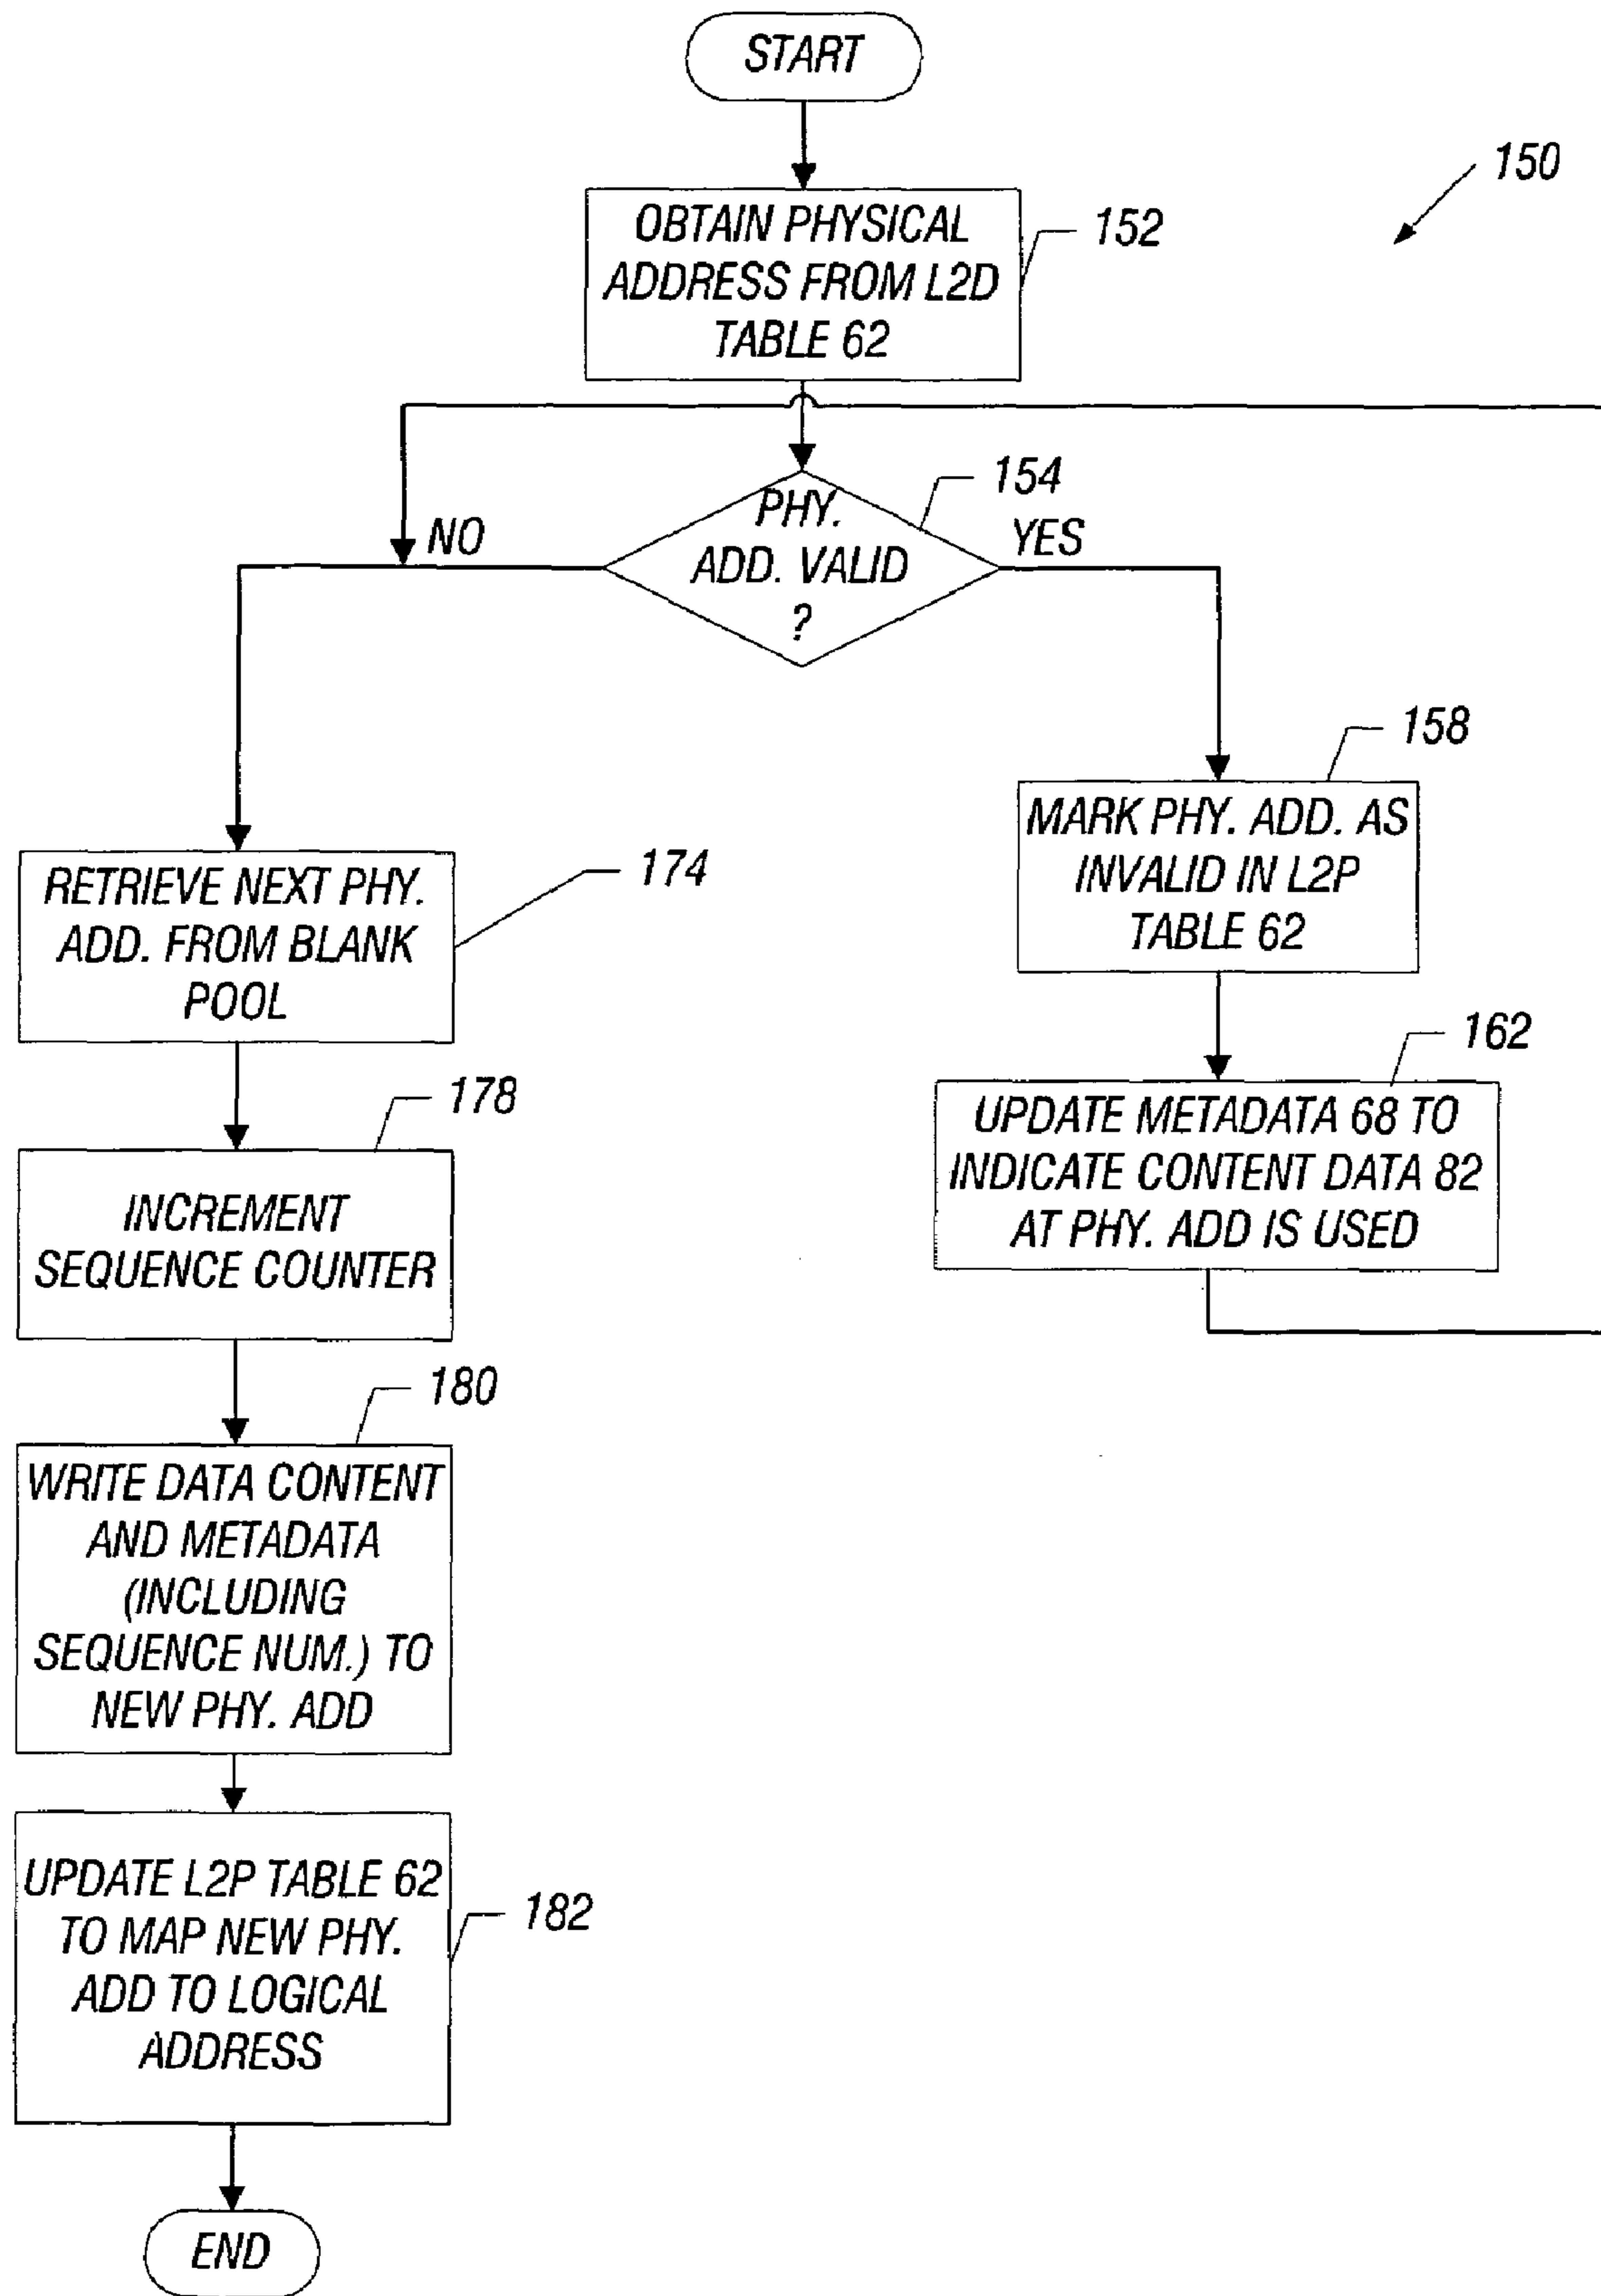 START
150
OBTAIN PHYSICAL
ADDRESS FROM L2D
TABLE 62
152
PHY.
ADD. VALID
?
154
NO
YES
158
MARK PHY. ADD. AS
INVALID IN L2P
TABLE 62
RETRIEVE NEXT PHY.
ADD. FROM BLANK
POOL
174
162
UPDATE METADATA 68 TO
INDICATE CONTENT DATA 82
AT PHY. ADD IS USED
178
INCREMENT
SEQUENCE COUNTER
180
WRITE DATA CONTENT
AND METADATA
(INCLUDING
SEQUENCE NUM.) TO
NEW PHY. ADD
UPDATE L2P TABLE 62
TO MAP NEW PHY.
ADD TO LOGICAL
ADDRESS
182
END